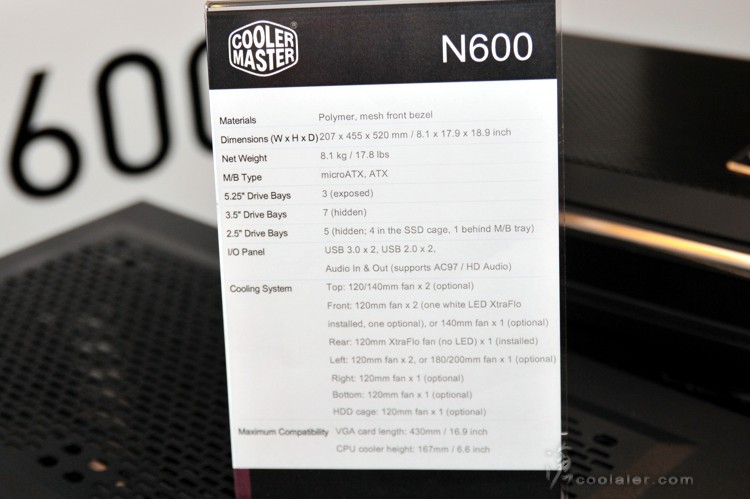 COOLER
MASTER
N600
600
Materials Polymer, mesh front bezel
Dimensions (W x H x D) 207 x 455 x 520 mm / 8.1 x 17.9 x 18.9 inch
Net Weight 8.1 kg / 17.8 lbs
M/B Type microATX, ATX
5.25" Drive Bays 3 (exposed)
3.5" Drive Bays 7 (hidden)
2.5" Drive Bays 5 (hidden; 4 in the SSD cage, 1 behind M/B tray)
I/O Panel USB 3.0 x 2, USB 2.0 x 2,
Audio In & Out (supports AC97 / HD Audio)
Cooling System Top: 120/140mm fan x 2 (optional)
Front: 120mm fan x 2 (one white LED XtraFlo
installed, one optional), or 140mm fan x 1 (optional)
Rear: 120mm XtraFlo fan (no LED) x 1 (installed)
Left: 120mm fan x 2, or 180/200mm fan x 1 (optional)
Right: 120mm fan x 1 (optional)
Bottom: 120mm fan x 1 (optional)
HDD cage: 120mm fan x 1 (optional)
Maximum Compatibility VGA card length: 430mm / 16.9 inch
CPU cooler height: 167mm / 6.6 inch
coolaler.com